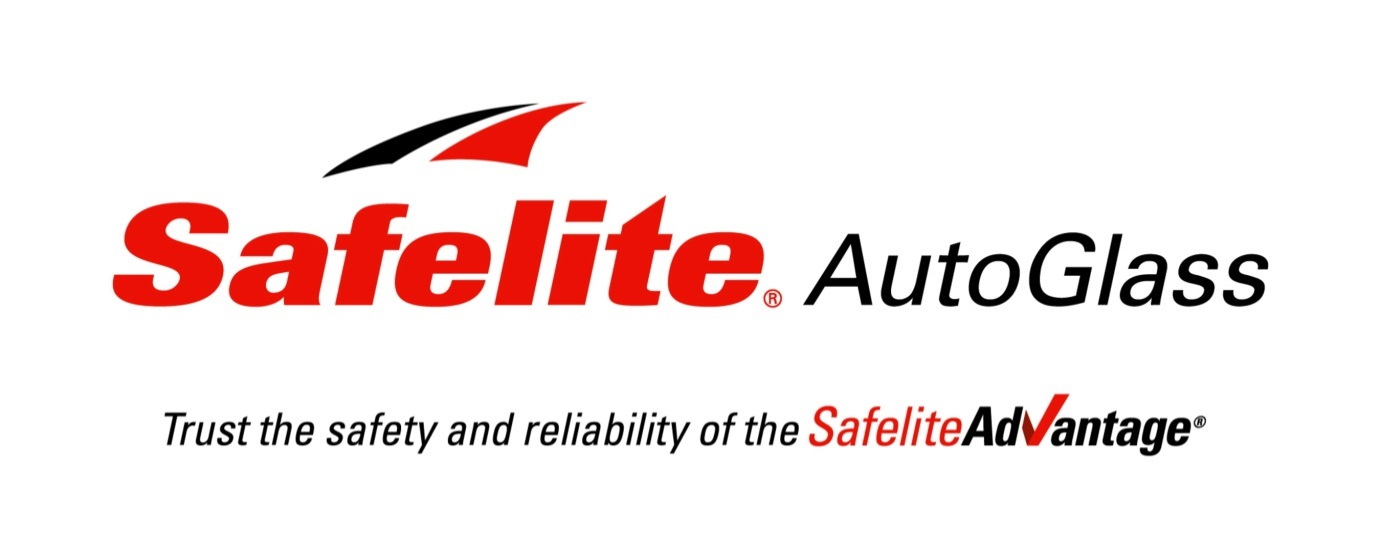 Safelite® AutoGlass
Trust the safety and reliability of the SafeliteAdvantage®